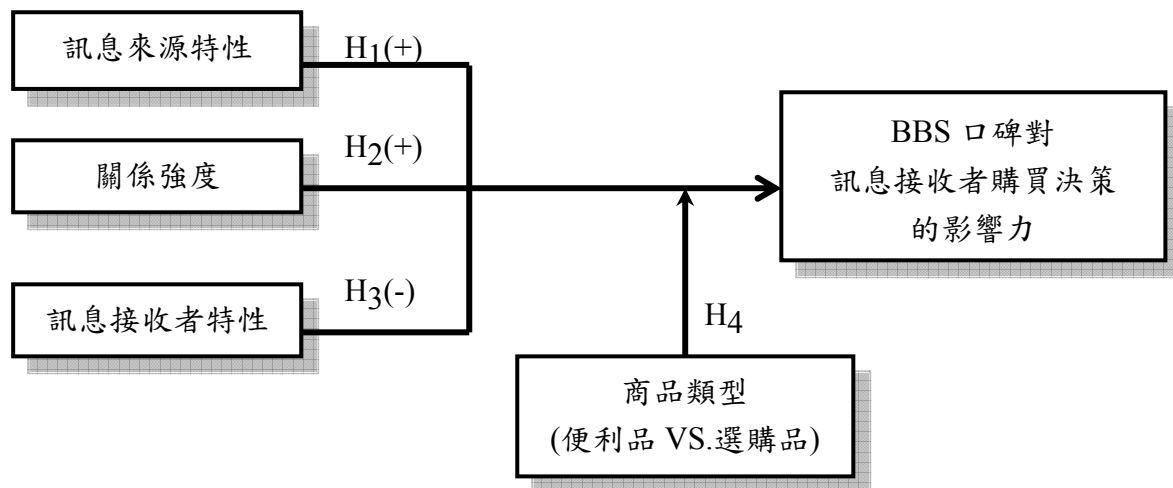 訊息來源特性
H1(+)
關係強度
H2(+)
訊息接收者特性
H3(-)
BBS 口碑對
訊息接收者購買決策
的影響力
H4
商品類型
(便利品 VS.選購品)